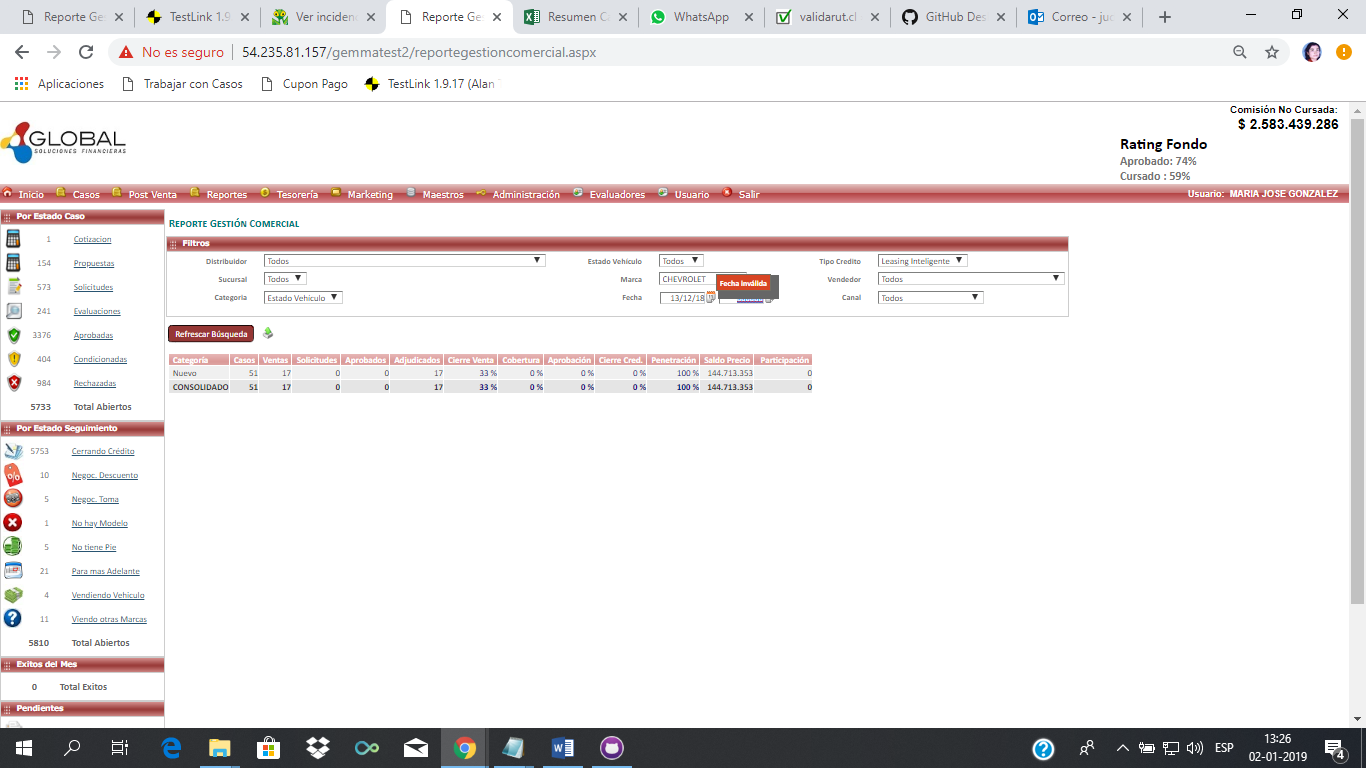 Reporte Ge
TestLink 1.9
Ver inciden
Reporte Ge
Resumen C
WhatsApp
validarut.cl
GitHub Des
Correo - juc
No es seguro
54.235.81.157/gemmatest2/reportegestioncomercial.aspx
Aplicaciones
Trabajar con Casos
Cupon Pago
TestLink 1.9.17 (Alan
GLOBAL
SOLUCIONES FINANCIERAS
Comisión No Cursada:
$ 2.583.439.286
Rating Fondo
Aprobado: 74%
Cursado : 59%
Inicio Casos Post Venta Reportes Tesorería Marketing Maestros Administración Evaluadores Usuario Salir
Usuario: MARIA JOSE GONZALEZ
Por Estado Caso
1 Cotizacion
154 Propuestas
573 Solicitudes
241 Evaluaciones
3376 Aprobadas
404 Condicionadas
984 Rechazadas
5733 Total Abiertos
Por Estado Seguimiento
5753 Cerrando Crédito
10 Negoc. Descuento
5 Negoc. Toma
1 No hay Modelo
5 No tiene Pie
21 Para mas Adelante
4 Vendiendo Vehículo
11 Viendo otras Marcas
5810 Total Abiertos
Exitos del Mes
0 Total Exitos
Pendientes
Reporte Gestión Comercial
Filtros
Distribuidor Todos Estado Vehículo Todos Tipo Credito Leasing Inteligente
Sucursal Todos Marca CHEVROLET Vendedor Todos
Fecha Inválida
Categoría Estado Vehículo Fecha 13/12/18 Canal Todos
Refrescar Búsqueda
Categoría Casos Ventas Solicitudes Aprobados Adjudicados Cierre Venta Cobertura Aprobación Cierre Cred. Penetración Saldo Precio Participación
Nuevo 51 17 0 0 17 33 % 0 % 0 % 0 % 100 % 144.713.353 0
CONSOLIDADO 51 17 0 0 17 33 % 0 % 0 % 0 % 100 % 144.713.353 0
ESP
13:26
02-01-2019
4